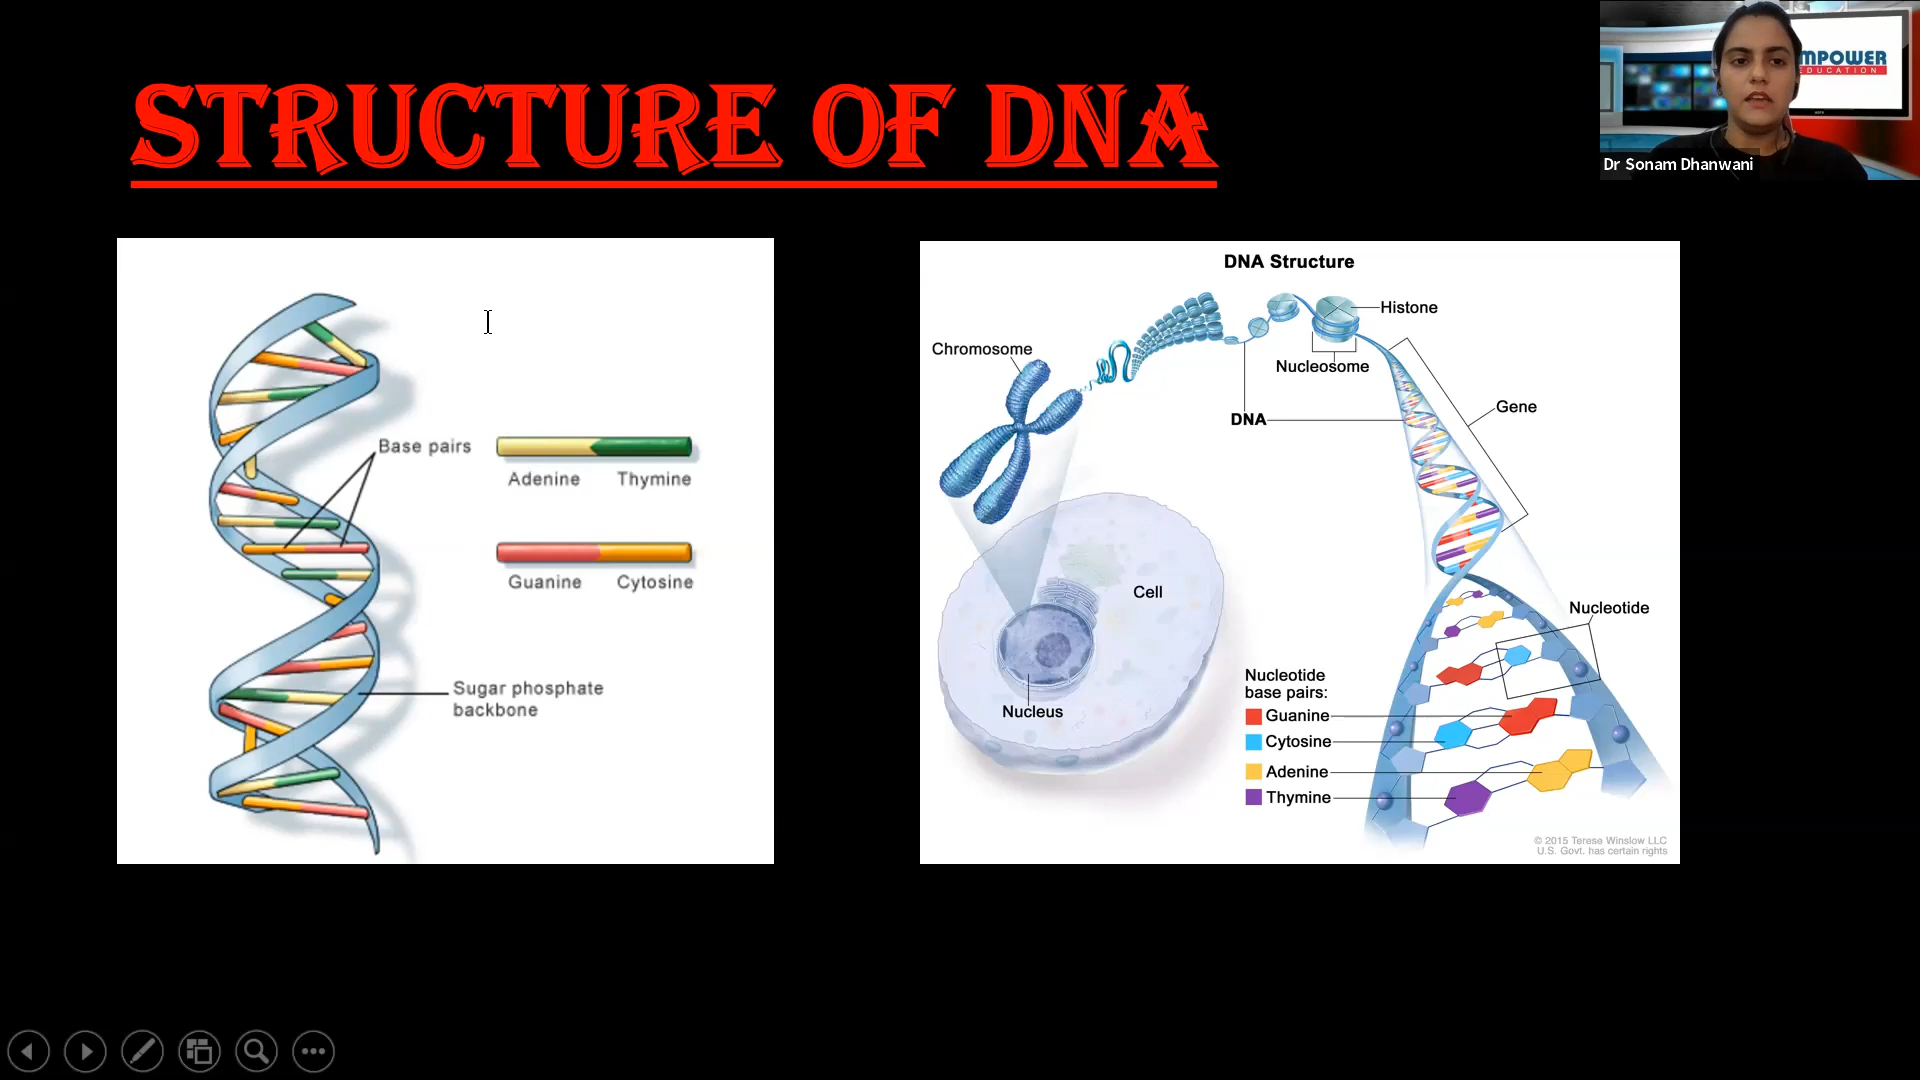 STRUCTURE OF DNA
MPOWER
EDUCATION
Dr Sonam Dhanwani
Base pairs
Adenine Thymine
Guanine Cytosine
Sugar phosphate
backbone
DNA Structure
Histone
Chromosome
Nucleosome
Gene
DNA
Cell
Nucleotide
Nucleus
Nucleotide
base pairs:
Guanine
Cytosine
Adenine
Thymine
© 2015 Terese Winslow LLC
U.S. Govt. has certain rights